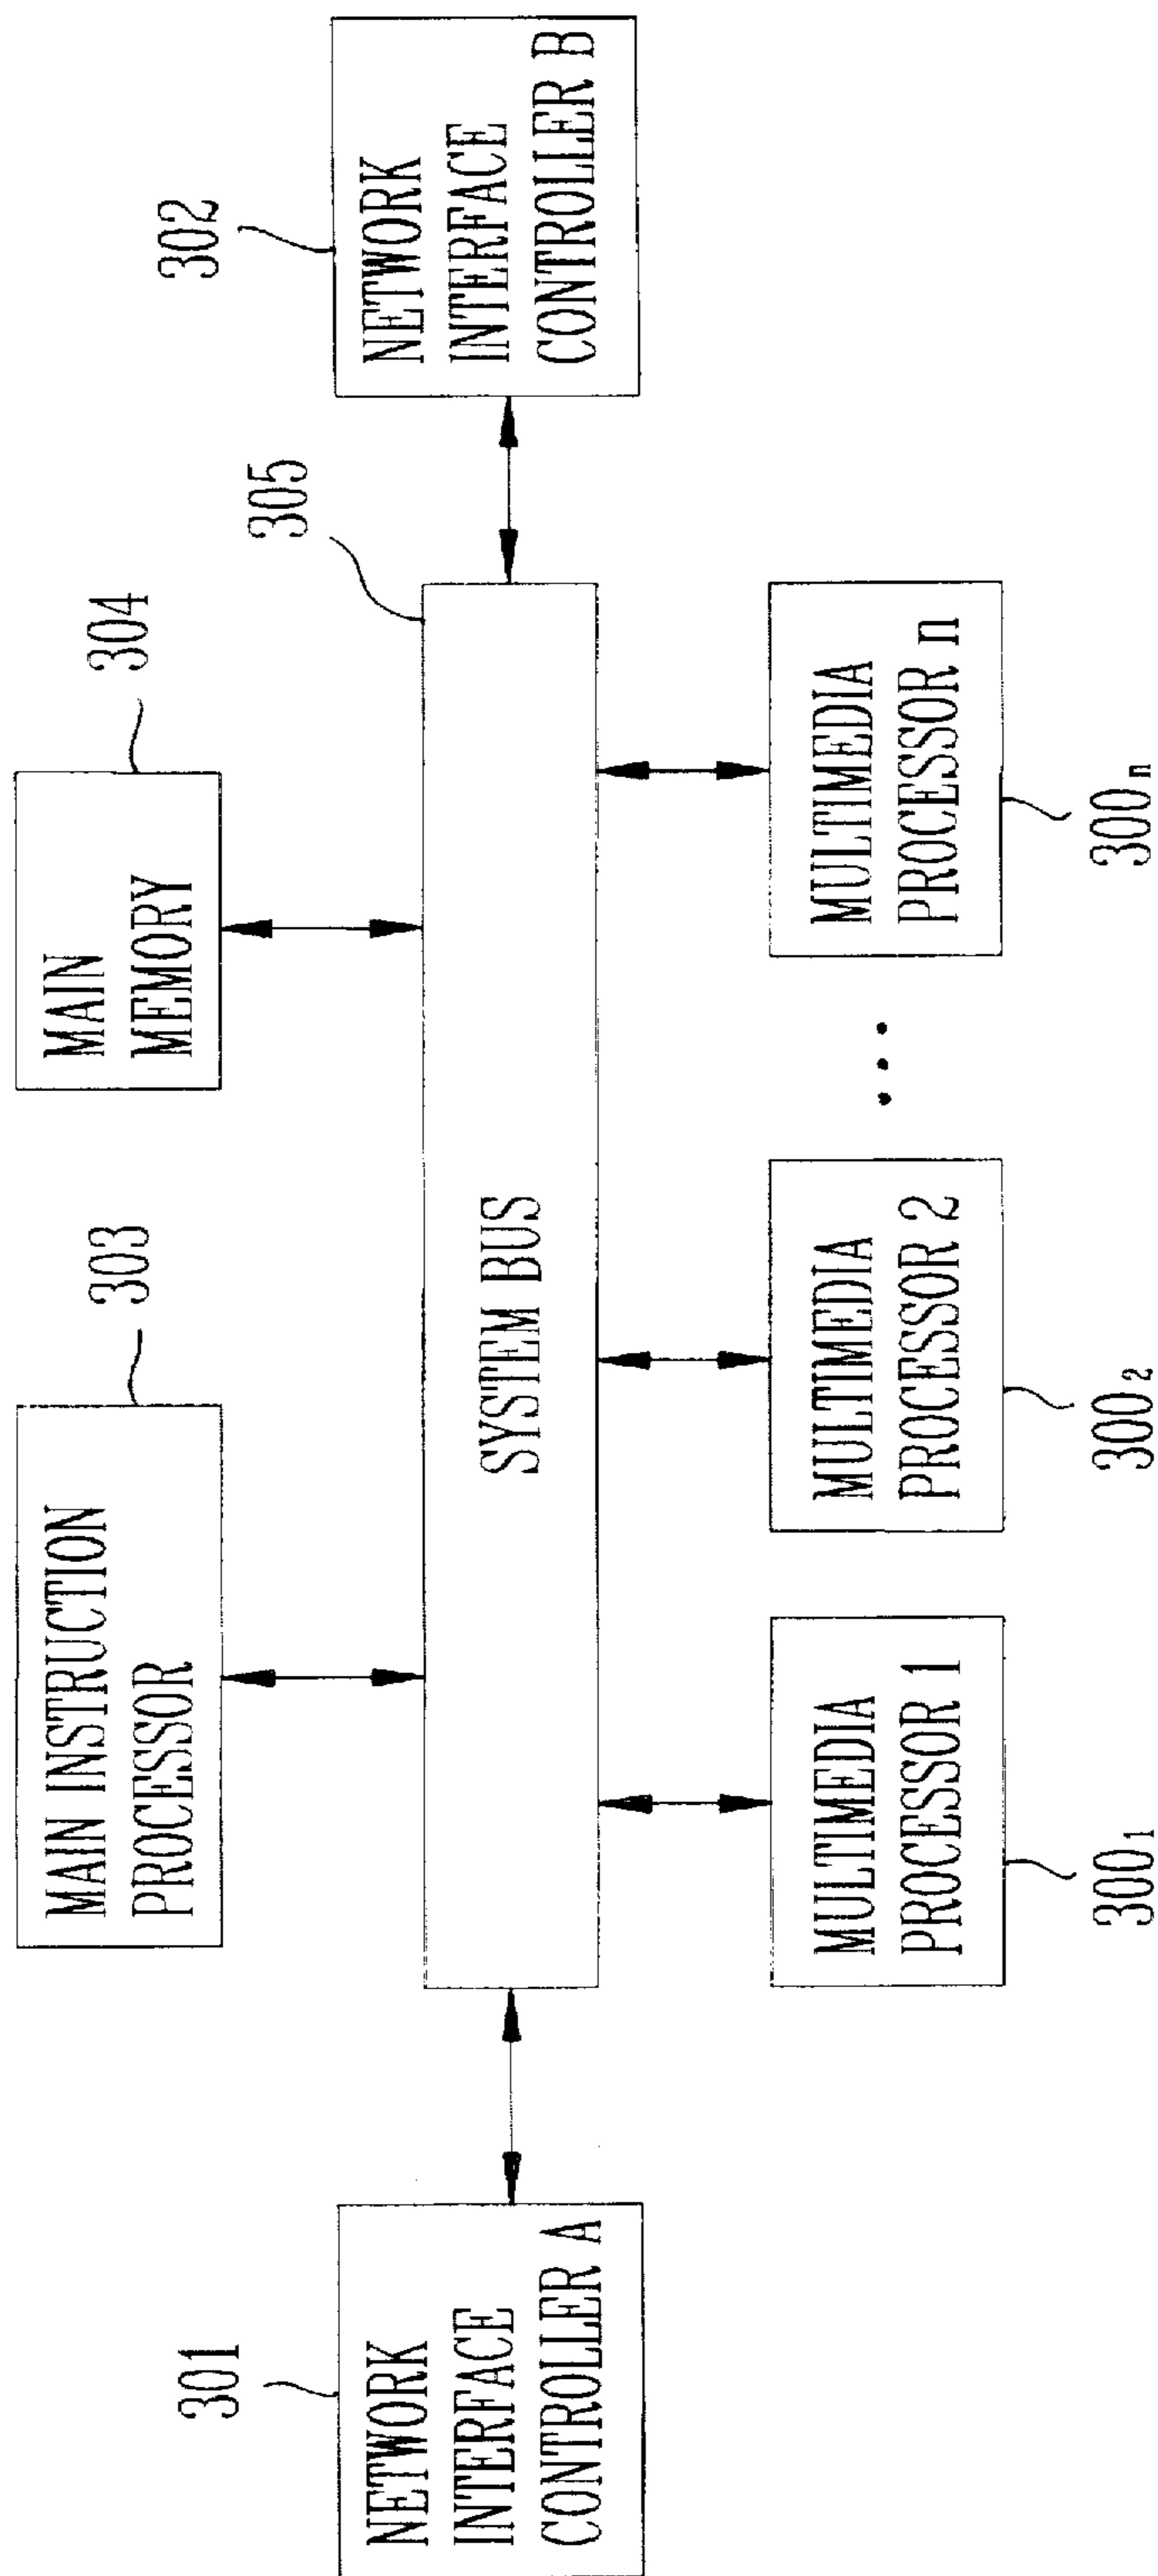 303
304
MAIN INSTRUCTION
PROCESSOR
MAIN
MEMORY
301
305
302
NETWORK
INTERFACE
CONTROLLER A
SYSTEM BUS
NETWORK
INTERFACE
CONTROLLER B
MULTIMEDIA
PROCESSOR 1
MULTIMEDIA
PROCESSOR 2
...
MULTIMEDIA
PROCESSOR n
300₁
300₂
300ₙ